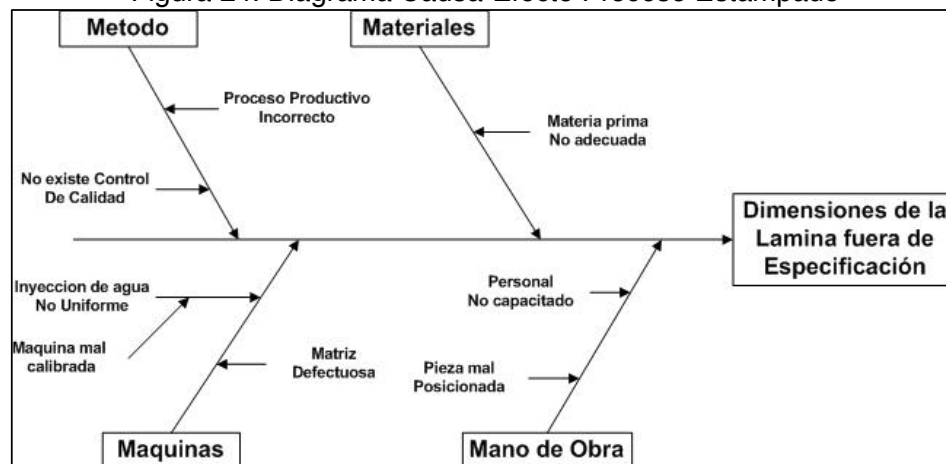 Figura 24. Diagrama Causa-Efecto Proceso Estampado
Metodo
Materiales
Proceso Productivo
Incorrecto
Materia prima
No adecuada
No existe Control
De Calidad
Dimensiones de la
Lamina fuera de
Especificación
Inyeccion de agua
No Uniforme
Personal
No capacitado
Maquina mal
calibrada
Matriz
Defectuosa
Pieza mal
Posicionada
Maquinas
Mano de Obra